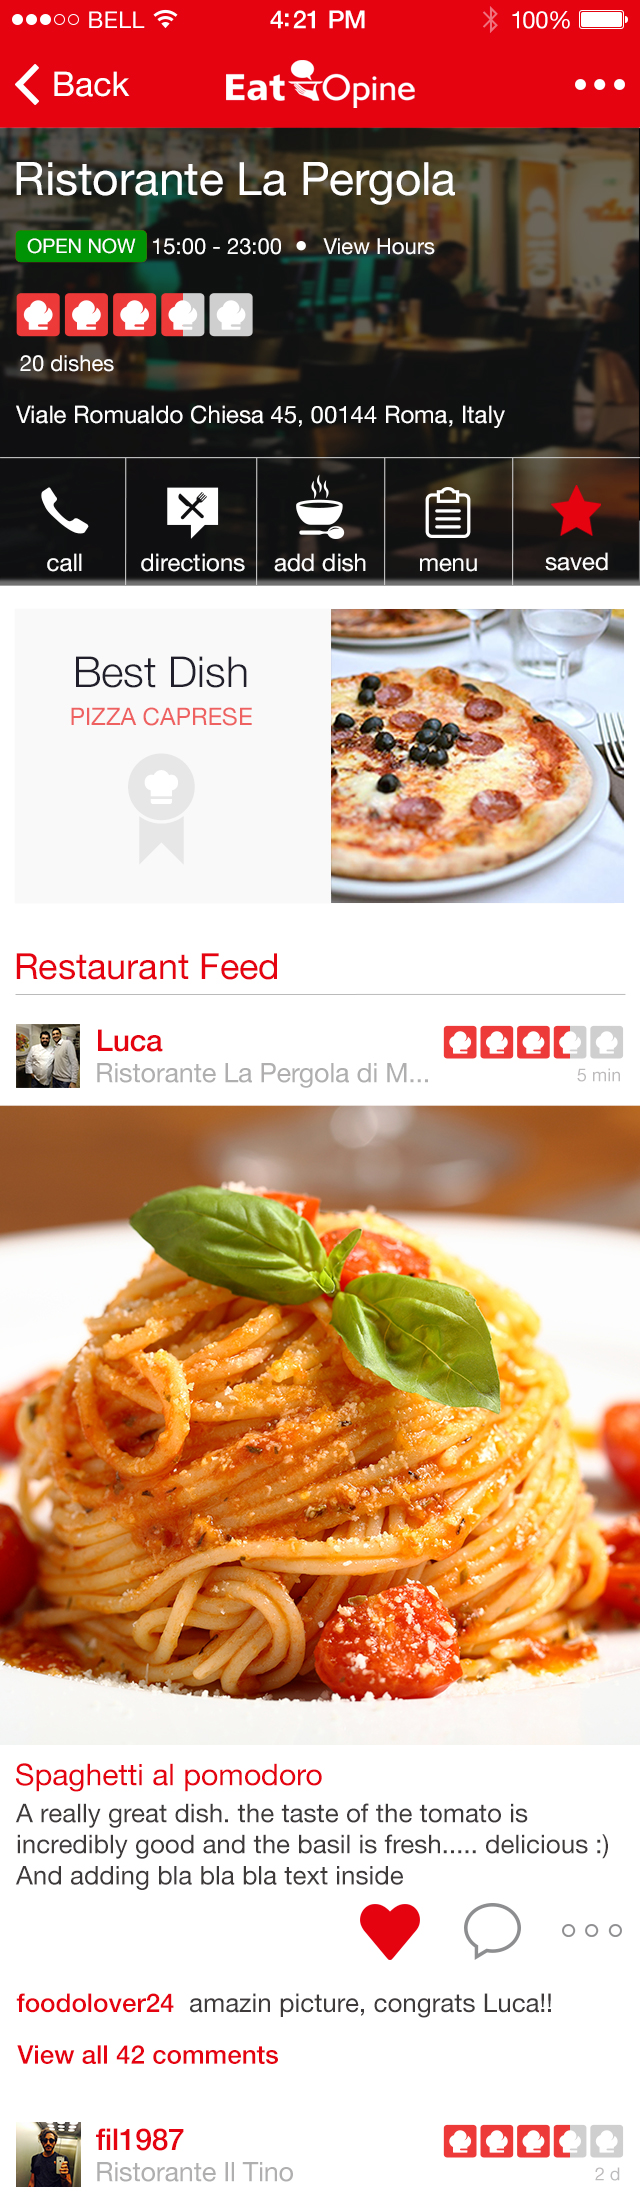 BELL 4:21 PM 100%
Back EatOpine
Ristorante La Pergola
OPEN NOW 15:00 - 23:00 • View Hours
20 dishes
Viale Romualdo Chiesa 45, 00144 Roma, Italy
call directions add dish menu saved
Best Dish
PIZZA CAPRESE
Restaurant Feed
Luca
Ristorante La Pergola di M...
5 min
Spaghetti al pomodoro
A really great dish. the taste of the tomato is
incredibly good and the basil is fresh..... delicious :)
And adding bla bla bla text inside
foodolover24 amazin picture, congrats Luca!!
View all 42 comments
fil1987
Ristorante Il Tino
2 d